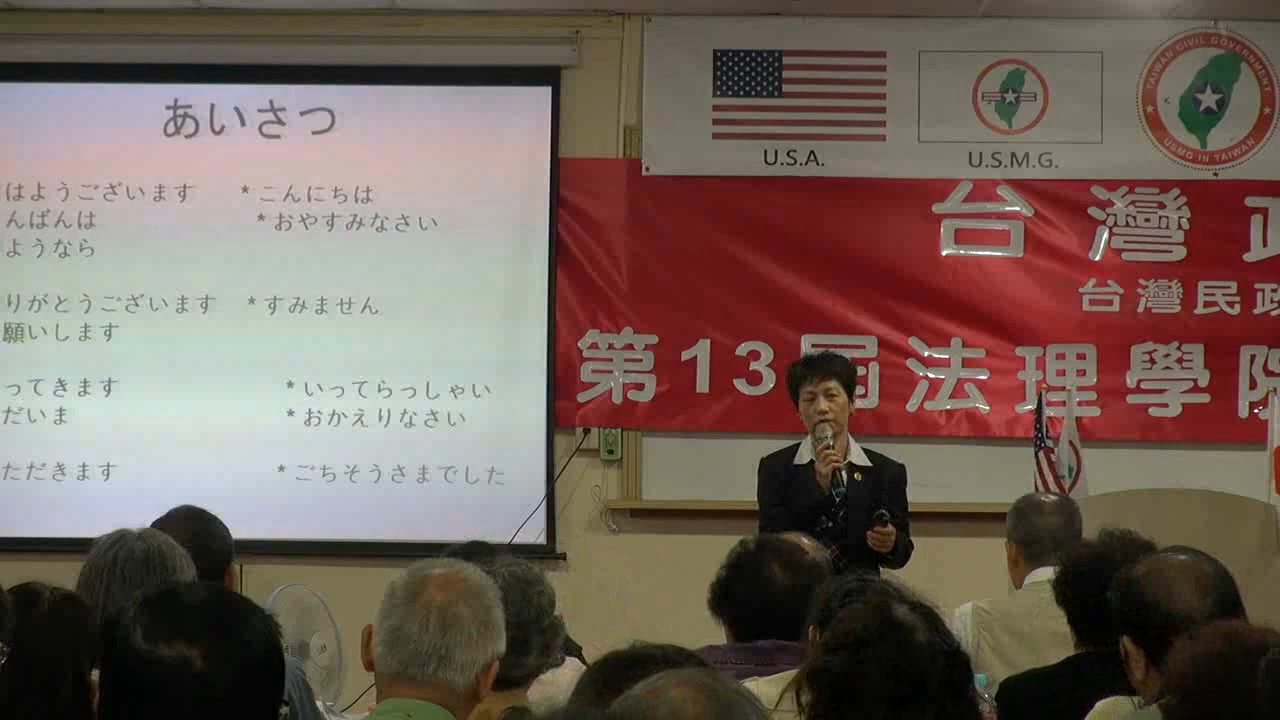 あいさつ
はようございます *こんにちは
んばんは *おやすみなさい
ようなら
りがとうございます *すみません
願いします
ってきます *いってらっしゃい
だいま *おかえりなさい
ただきます *ごちそうさまでした
U.S.A.
U.S.M.G.
TAIWAN CIVIL GOVERNMENT
USMG IN TAIWAN
台灣政
台灣民政
第13屆法理學院